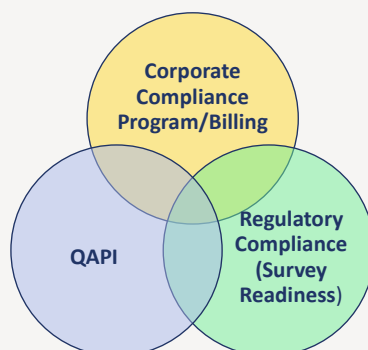 Corporate
Compliance
Program/Billing
QAPI
Regulatory
Compliance
(Survey
Readiness)